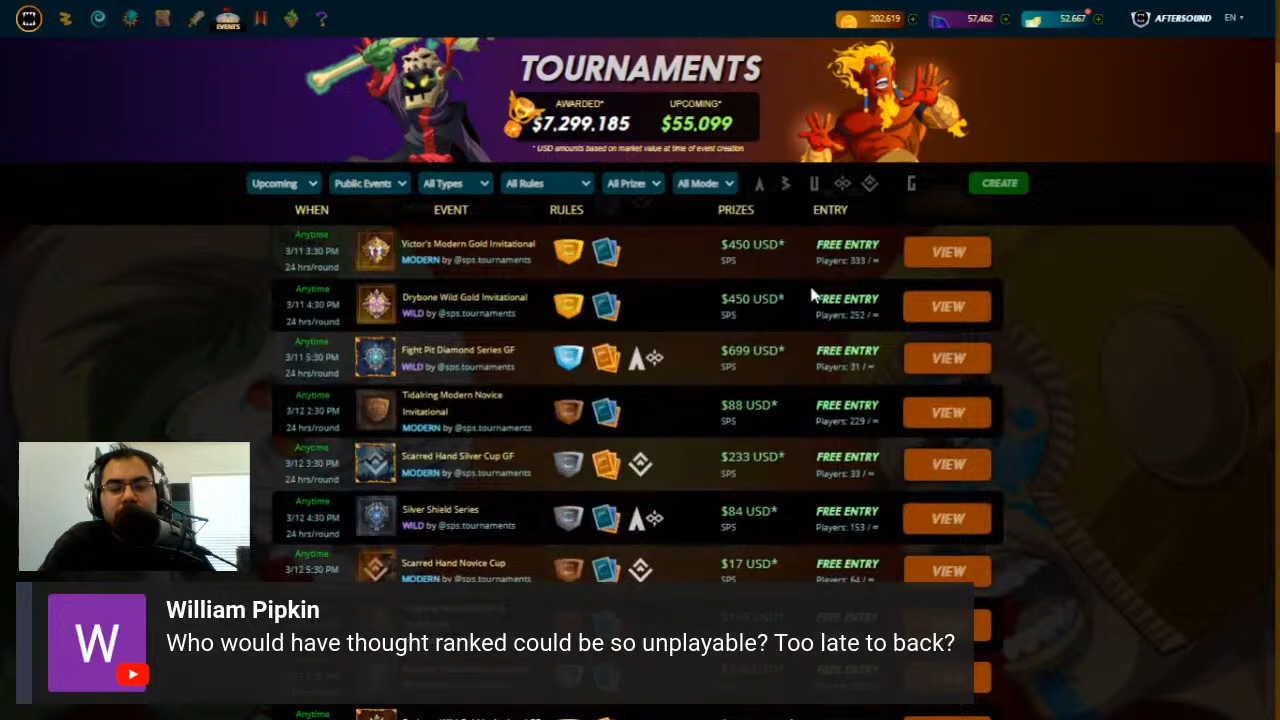 EVENTS
202,619
57,462
52.667
AFTERSOUND
EN
TOURNAMENTS
AWARDED*
UPCOMING*
$7,299,185
$55,099
* USD amounts based on market value at time of event creation
Upcoming
Public Events
All Types
All Rules
All Prizes
All Modes
CREATE
WHEN
EVENT
RULES
PRIZES
ENTRY
Anytime
3/11 3:30 PM
24 hrs/round
Victor's Modern Gold Invitational
MODERN by @sps.tournaments
$450 USD*
SPS
FREE ENTRY
Players: 333 / ∞
VIEW
Anytime
3/11 4:30 PM
24 hrs/round
Drybone Wild Gold Invitational
WILD by @sps.tournaments
$450 USD*
SPS
FREE ENTRY
Players: 252 / ∞
VIEW
Anytime
3/11 5:30 PM
24 hrs/round
Fight Pit Diamond Series GF
WILD by @sps.tournaments
$699 USD*
SPS
FREE ENTRY
Players: 31 / ∞
VIEW
Anytime
3/12 2:30 PM
24 hrs/round
Tidalring Modern Novice
Invitational
MODERN by @sps.tournaments
$88 USD*
SPS
FREE ENTRY
Players: 229 / ∞
VIEW
Anytime
3/12 3:30 PM
24 hrs/round
Scarred Hand Silver Cup GF
MODERN by @sps.tournaments
$233 USD*
SPS
FREE ENTRY
Players: 33 / ∞
VIEW
Anytime
3/12 4:30 PM
24 hrs/round
Silver Shield Series
WILD by @sps.tournaments
$84 USD*
SPS
FREE ENTRY
Players: 153 / ∞
VIEW
Anytime
3/12 5:30 PM
Scarred Hand Novice Cup
MODERN by @sps.tournaments
$17 USD*
SPS
FREE ENTRY
Players: 64 / ∞
VIEW
W
William Pipkin
Who would have thought ranked could be so unplayable? Too late to back?